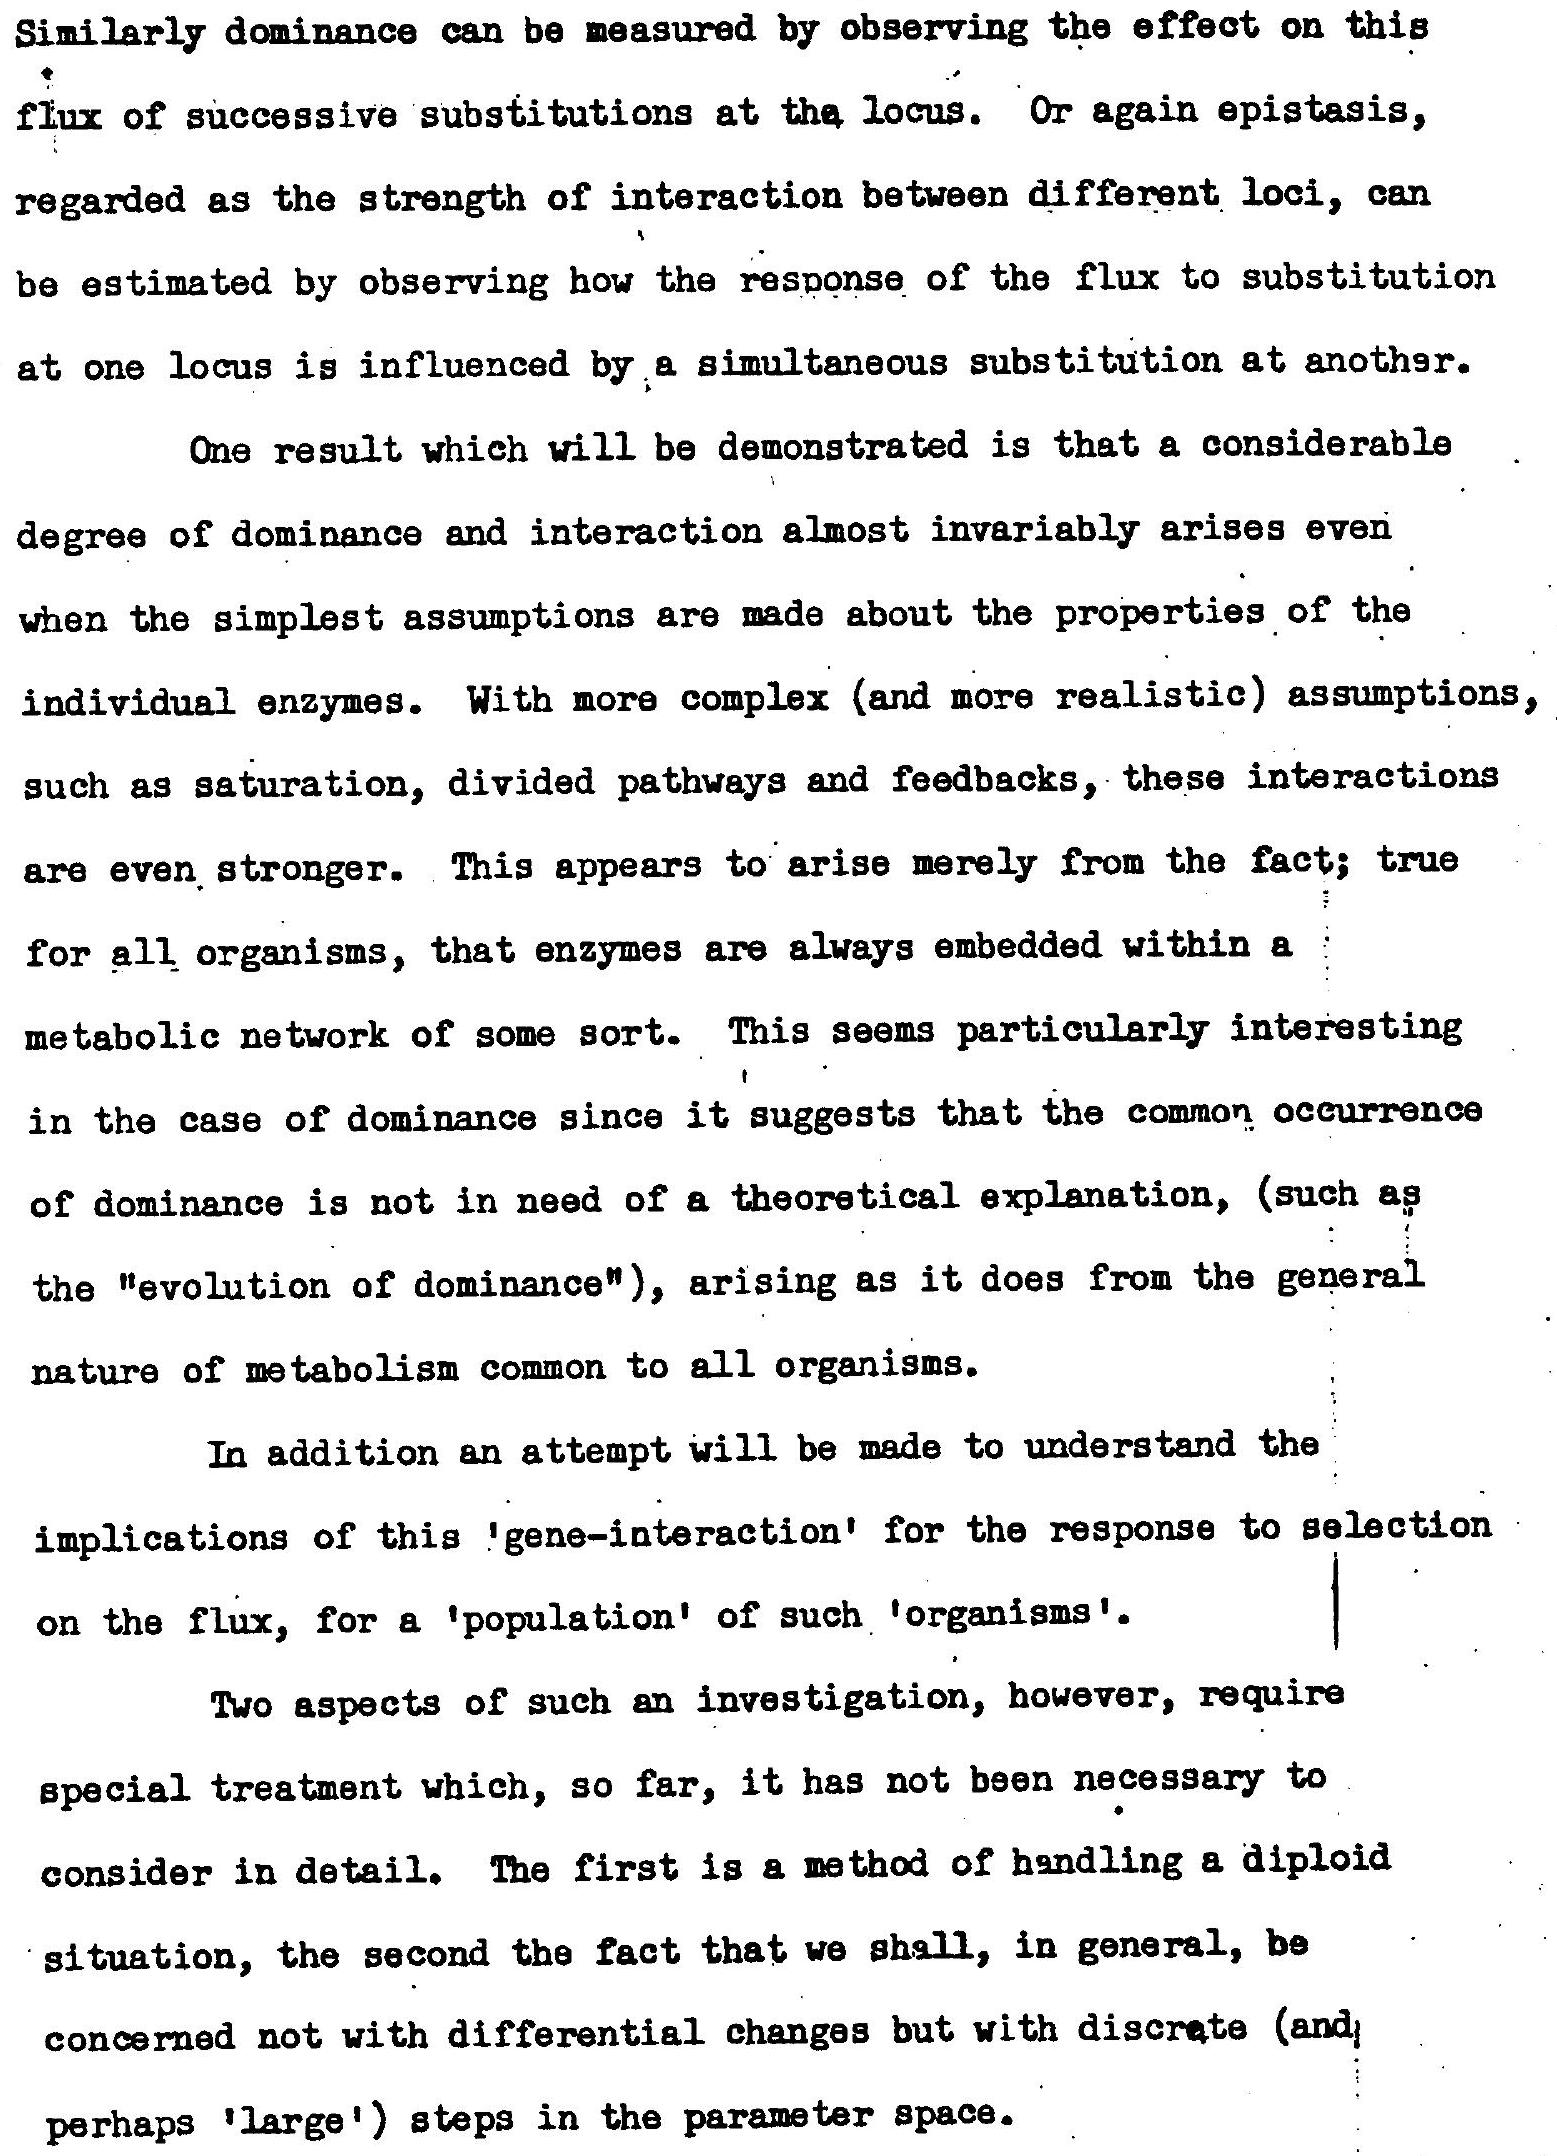 Similarly dominance can be measured by observing the effect on this
flux of successive substitutions at the locus. Or again epistasis,
regarded as the strength of interaction between different loci, can
be estimated by observing how the response of the flux to substitution
at one locus is influenced by a simultaneous substitution at another.
One result which will be demonstrated is that a considerable
degree of dominance and interaction almost invariably arises even
when the simplest assumptions are made about the properties of the
individual enzymes. With more complex (and more realistic) assumptions,
such as saturation, divided pathways and feedbacks, these interactions
are even stronger. This appears to arise merely from the fact; true
for all organisms, that enzymes are always embedded within a
metabolic network of some sort. This seems particularly interesting
in the case of dominance since it suggests that the common occurrence
of dominance is not in need of a theoretical explanation, (such as
the "evolution of dominance"), arising as it does from the general
nature of metabolism common to all organisms.
In addition an attempt will be made to understand the
implications of this 'gene-interaction' for the response to selection
on the flux, for a 'population' of such 'organisms'.
Two aspects of such an investigation, however, require
special treatment which, so far, it has not been necessary to
consider in detail. The first is a method of handling a diploid
situation, the second the fact that we shall, in general, be
concerned not with differential changes but with discrete (and
perhaps 'large') steps in the parameter space.